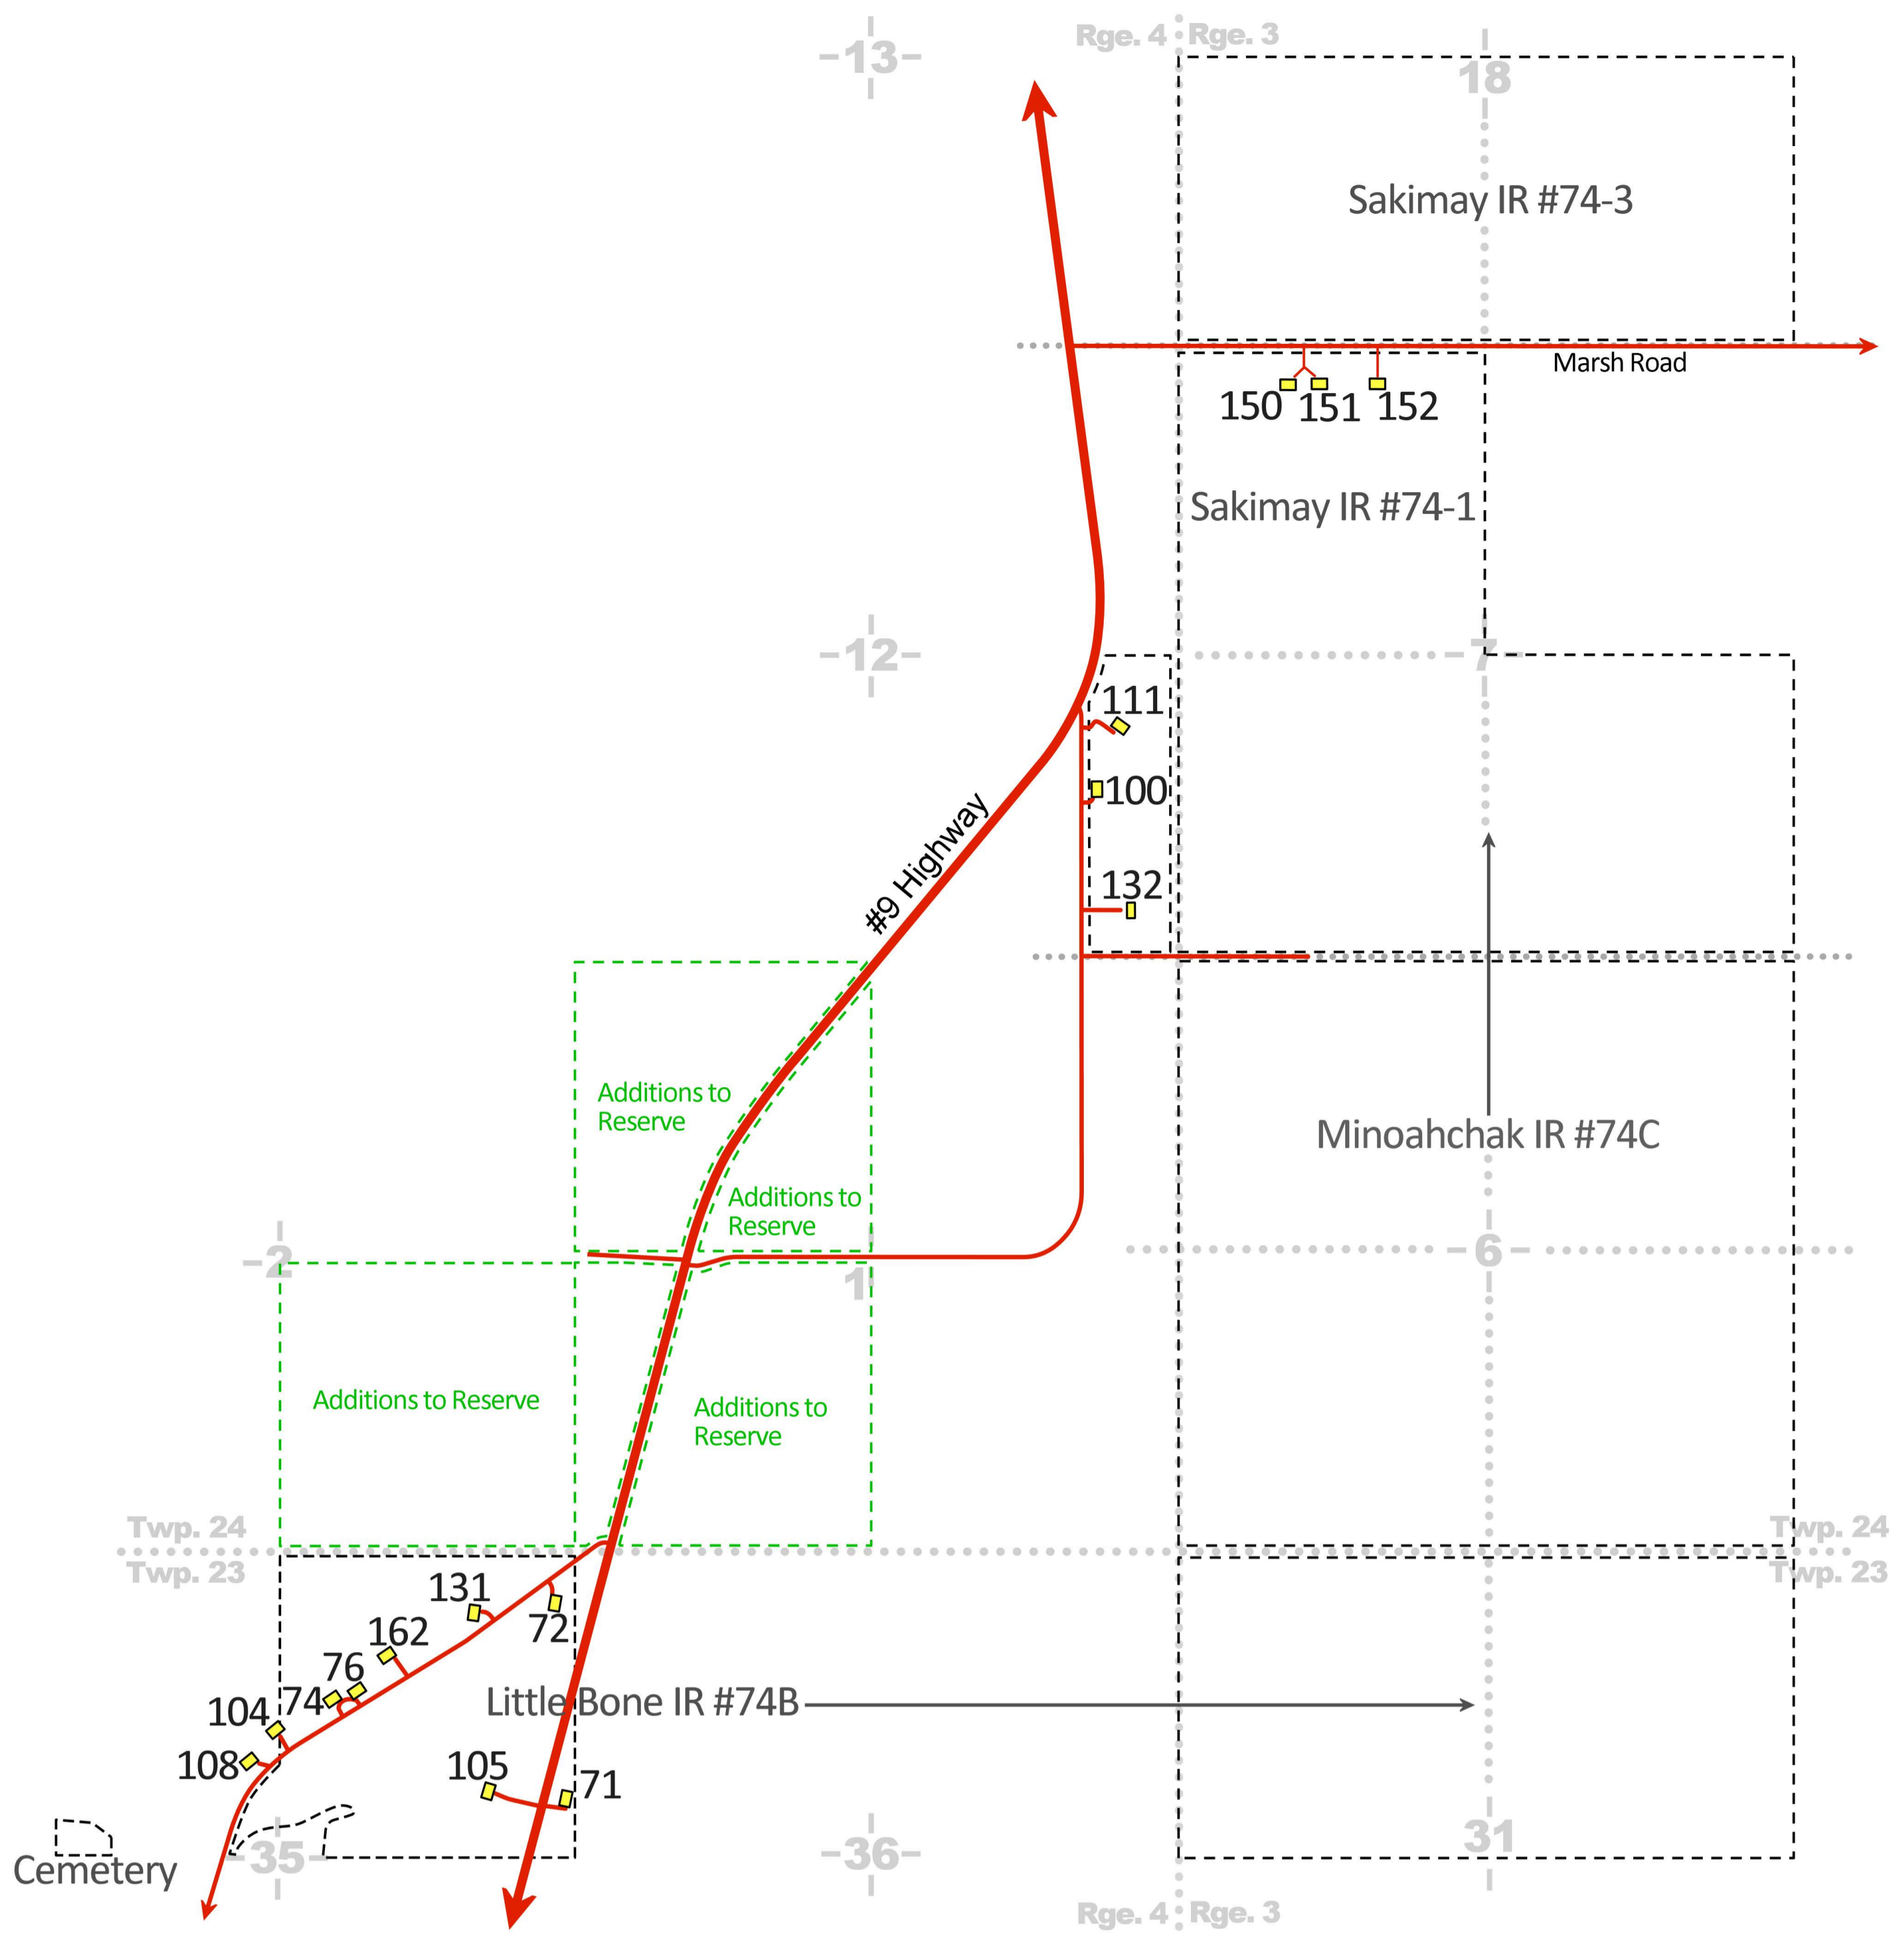 Rge. 4
Rge. 3
13
18
Sakimay IR #74-3
Marsh Road
150
151
152
Sakimay IR #74-1
12
7
111
100
132
#9 Highway
Additions to
Reserve
Additions to
Reserve
Minoahchak IR #74C
2
1
6
Additions to Reserve
Additions to
Reserve
Twp. 24
Twp. 24
Twp. 23
Twp. 23
131
72
162
76
74
104
108
Little Bone IR #74B
105
71
Cemetery
35
36
31
Rge. 4
Rge. 3